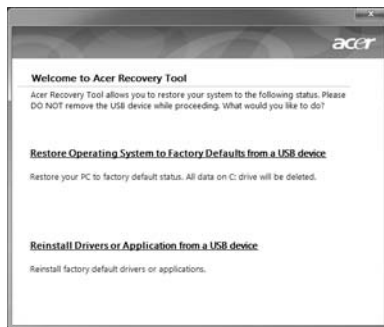 acer
Welcome to Acer Recovery Tool
Acer Recovery Tool allows you to restore your system to the following status. Please
DO NOT remove the USB device while proceeding. What would you like to do?
Restore Operating System to Factory Defaults from a USB device
Restore your PC to factory default status. All data on C: drive will be deleted.
Reinstall Drivers or Application from a USB device
Reinstall factory default drivers or applications.